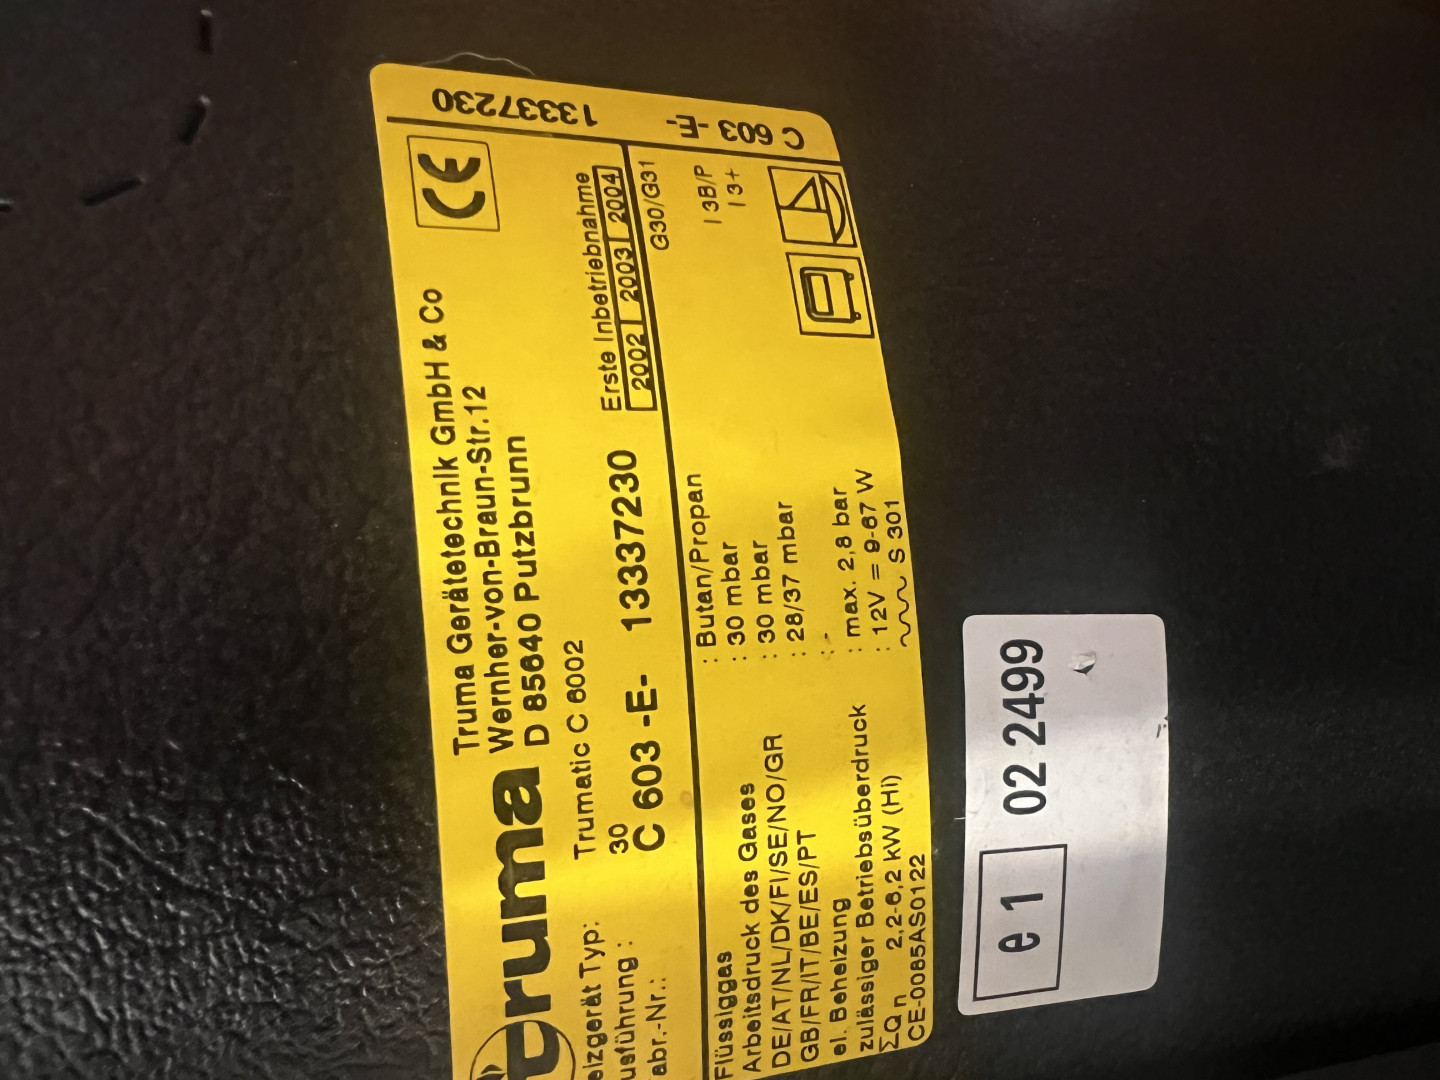 C 603 -E- 13337230
truma
Truma Gerätetechnik GmbH & Co
Wernher-von-Braun-Str.12
D 85640 Putzbrunn
CE
eizgerät Typ: Trumatic C 6002
usführung : 30
abr.-Nr.: C 603 -E- 13337230
Erste Inbetriebnahme
2002 2003 2004
Flüssiggas : Butan/Propan G30/G31
Arbeitsdruck des Gases : 30 mbar
DE/AT/NL/DK/FI/SE/NO/GR : 30 mbar I 3B/P
GB/FR/IT/BE/ES/PT : 28/37 mbar I 3+
el. Beheizung : -
zulässiger Betriebsüberdruck : max. 2,8 bar
ΣQn 2,2-6,2 kW (Hi) : 12V = 9-67 W
CE-0085AS0122 S 301
e1 02 2499